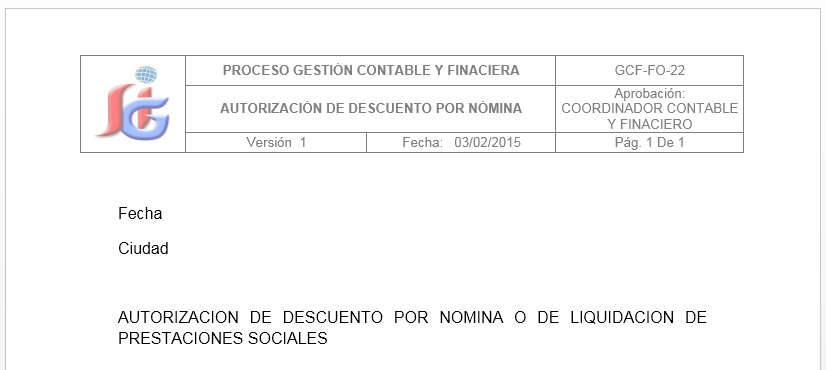 PROCESO GESTIÓN CONTABLE Y FINACIERA
GCF-FO-22
AUTORIZACIÓN DE DESCUENTO POR NÓMINA
Aprobación:
COORDINADOR CONTABLE
Y FINACIERO
Versión 1
Fecha: 03/02/2015
Pág. 1 De 1
Fecha
Ciudad
AUTORIZACION DE DESCUENTO POR NOMINA O DE LIQUIDACION DE
PRESTACIONES SOCIALES